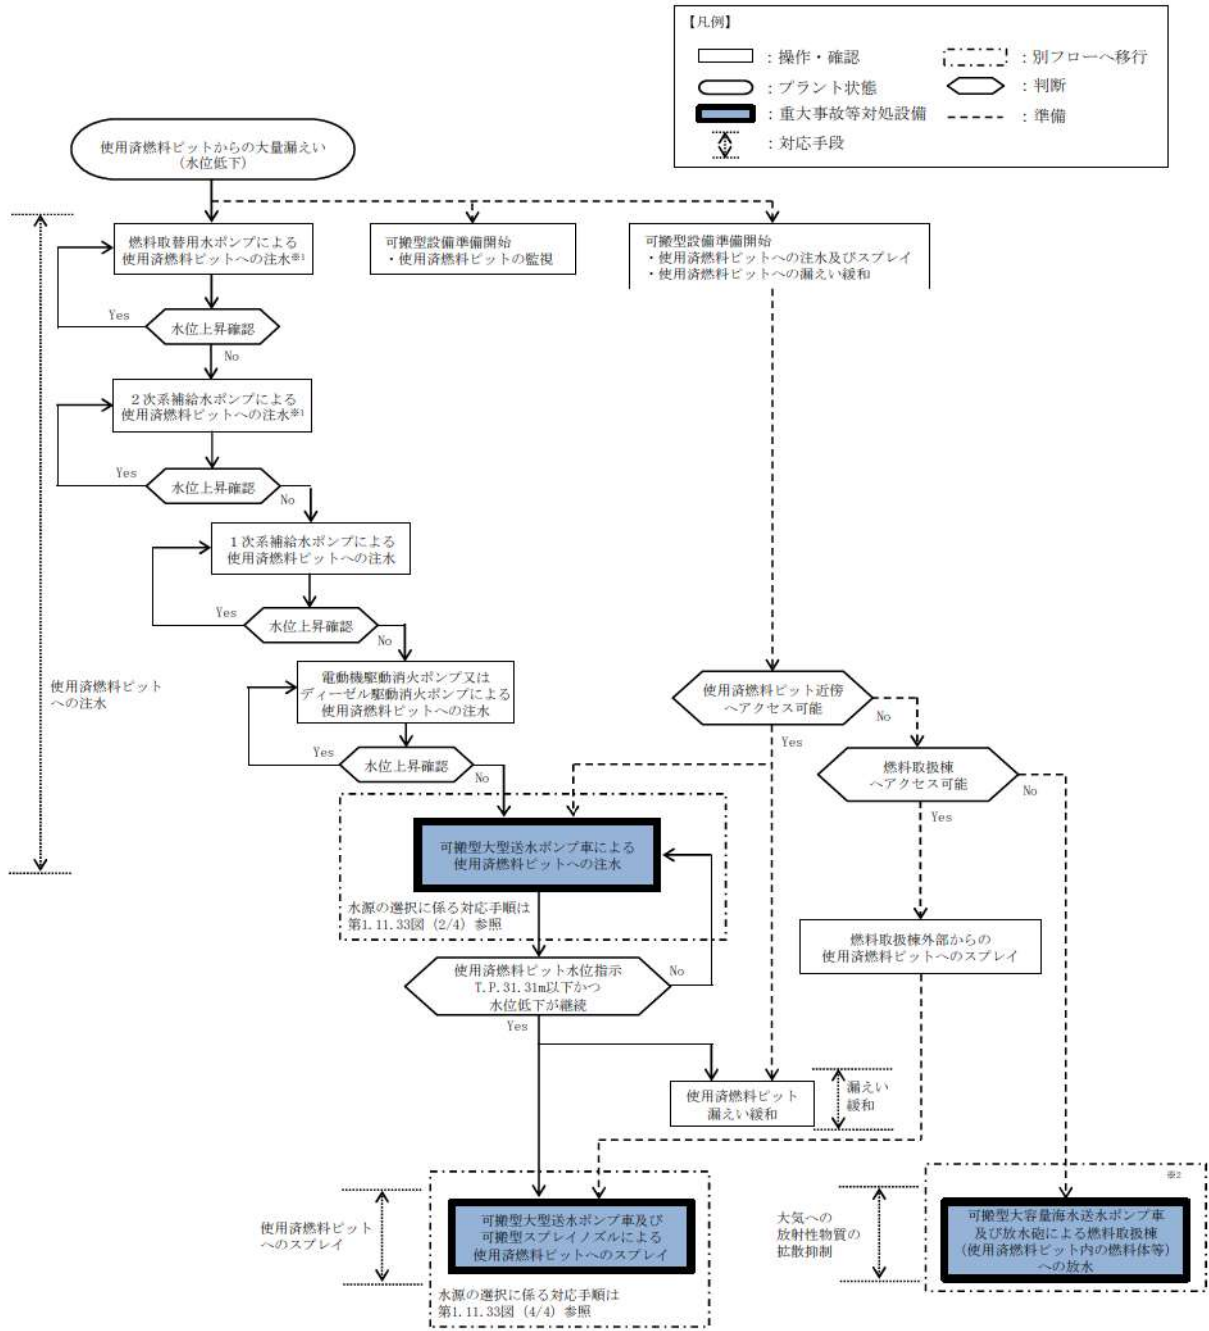 【凡例】
：操作・確認
：別フローへ移行
：プラント状態
：判断
：重大事故等対処設備
：準備
：対応手段
使用済燃料ピットからの大量漏えい
（水位低下）
燃料取替用水ポンプによる
使用済燃料ピットへの注水※1
可搬型設備準備開始
・使用済燃料ピットの監視
可搬型設備準備開始
・使用済燃料ピットへの注水及びスプレイ
・使用済燃料ピットへの漏えい緩和
Yes
水位上昇確認
No
２次系補給水ポンプによる
使用済燃料ピットへの注水※1
Yes
水位上昇確認
No
１次系補給水ポンプによる
使用済燃料ピットへの注水
Yes
水位上昇確認
No
使用済燃料ピット
への注水
電動機駆動消火ポンプ又は
ディーゼル駆動消火ポンプによる
使用済燃料ピットへの注水
Yes
水位上昇確認
No
使用済燃料ピット近傍
へアクセス可能
No
Yes
燃料取扱棟
へアクセス可能
No
Yes
可搬型大型送水ポンプ車による
使用済燃料ピットへの注水
水源の選択に係る対応手順は
第1.11.33図（2/4）参照
燃料取扱棟外部からの
使用済燃料ピットへのスプレイ
使用済燃料ピット水位指示
T.P.31.31m以下かつ
水位低下が継続
No
Yes
使用済燃料ピット
漏えい緩和
漏えい
緩和
使用済燃料ピット
へのスプレイ
可搬型大型送水ポンプ車及び
可搬型スプレイノズルによる
使用済燃料ピットへのスプレイ
水源の選択に係る対応手順は
第1.11.33図（4/4）参照
大気への
放射性物質の
拡散抑制
※2
可搬型大容量海水送水ポンプ車
及び放水砲による燃料取扱棟
（使用済燃料ピット内の燃料体等）
への放水